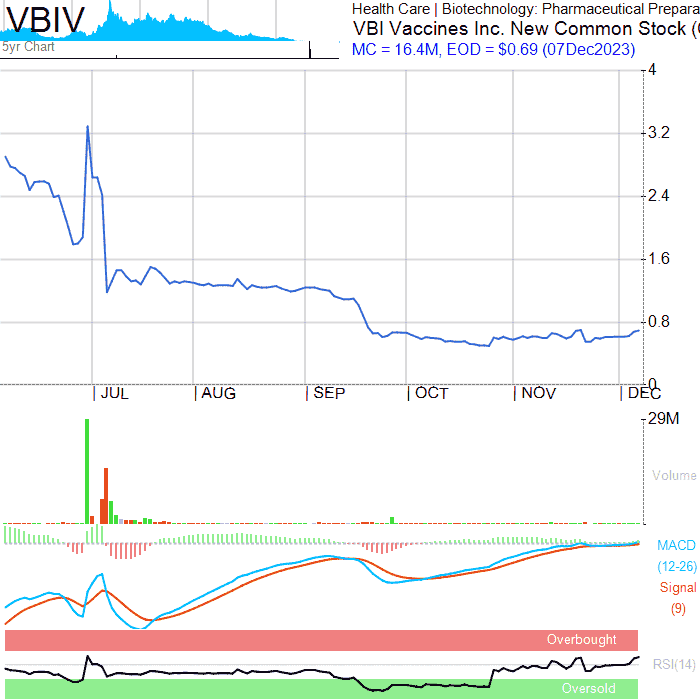 VBIV
5yr Chart
Health Care | Biotechnology: Pharmaceutical Prepara
VBI Vaccines Inc. New Common Stock (
MC = 16.4M, EOD = $0.69 (07Dec2023)
4
3.2
2.4
1.6
0.8
0
JUL AUG SEP OCT NOV DEC
29M
Volume
MACD
(12-26)
Signal
(9)
Overbought
RSI(14)
Oversold